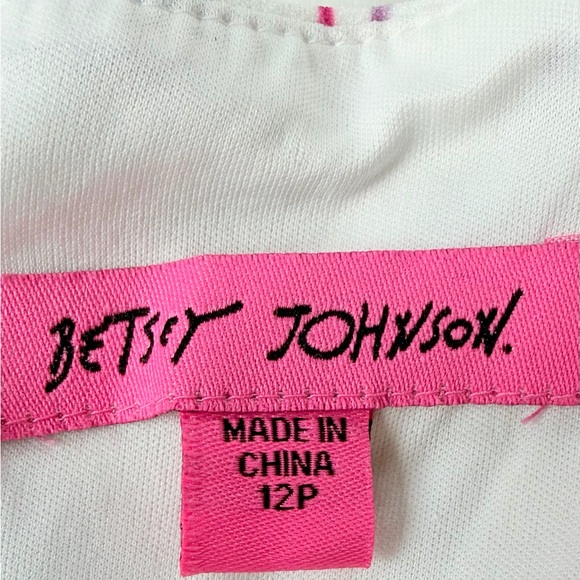 BETSEY JOHNSON.
MADE IN
CHINA
12P